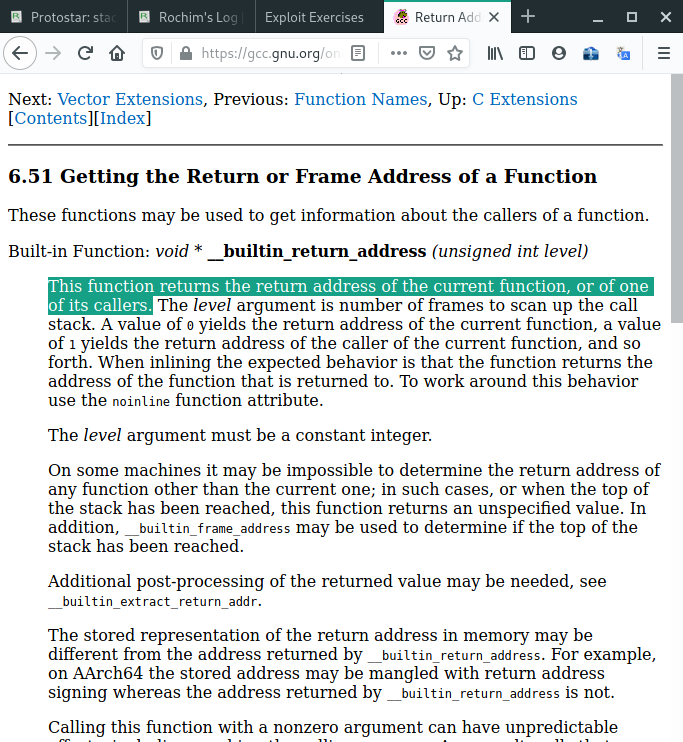 Protostar: stac
Rochim's Log
Exploit Exercises
Return Add
https://gcc.gnu.org/on
Next: Vector Extensions, Previous: Function Names, Up: C Extensions
[Contents][Index]
6.51 Getting the Return or Frame Address of a Function
These functions may be used to get information about the callers of a function.
Built-in Function: void * __builtin_return_address (unsigned int level)
This function returns the return address of the current function, or of one
of its callers. The level argument is number of frames to scan up the call
stack. A value of 0 yields the return address of the current function, a value
of 1 yields the return address of the caller of the current function, and so
forth. When inlining the expected behavior is that the function returns the
address of the function that is returned to. To work around this behavior
use the noinline function attribute.
The level argument must be a constant integer.
On some machines it may be impossible to determine the return address of
any function other than the current one; in such cases, or when the top of
the stack has been reached, this function returns an unspecified value. In
addition, __builtin_frame_address may be used to determine if the top of the
stack has been reached.
Additional post-processing of the returned value may be needed, see
__builtin_extract_return_addr.
The stored representation of the return address in memory may be
different from the address returned by __builtin_return_address. For example,
on AArch64 the stored address may be mangled with return address
signing whereas the address returned by __builtin_return_address is not.
Calling this function with a nonzero argument can have unpredictable